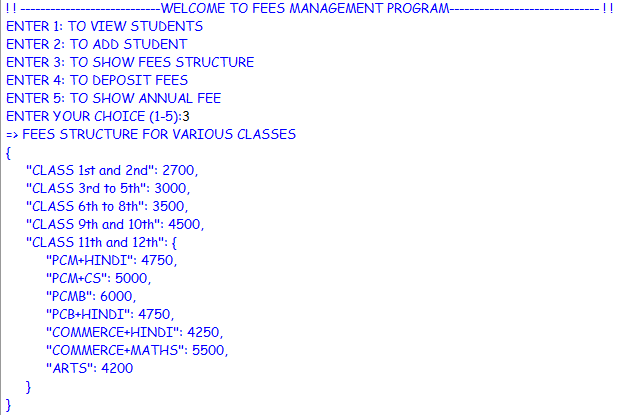 !! ----------------------------WELCOME TO FEES MANAGEMENT PROGRAM------------------------------ !!
ENTER 1: TO VIEW STUDENTS
ENTER 2: TO ADD STUDENT
ENTER 3: TO SHOW FEES STRUCTURE
ENTER 4: TO DEPOSIT FEES
ENTER 5: TO SHOW ANNUAL FEE
ENTER YOUR CHOICE (1-5):3
=> FEES STRUCTURE FOR VARIOUS CLASSES
{
    "CLASS 1st and 2nd": 2700,
    "CLASS 3rd to 5th": 3000,
    "CLASS 6th to 8th": 3500,
    "CLASS 9th and 10th": 4500,
    "CLASS 11th and 12th": {
        "PCM+HINDI": 4750,
        "PCM+CS": 5000,
        "PCMB": 6000,
        "PCB+HINDI": 4750,
        "COMMERCE+HINDI": 4250,
        "COMMERCE+MATHS": 5500,
        "ARTS": 4200
    }
}